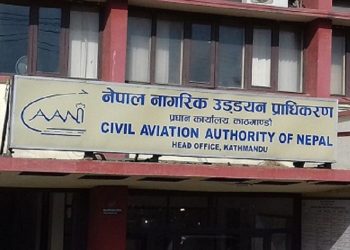 CAAN
नेपाल नागरिक उड्डयन प्राधिकरण
प्रधान कार्यालय काठमाण्डौ
CIVIL AVIATION AUTHORITY OF NEPAL
HEAD OFFICE, KATHMANDU